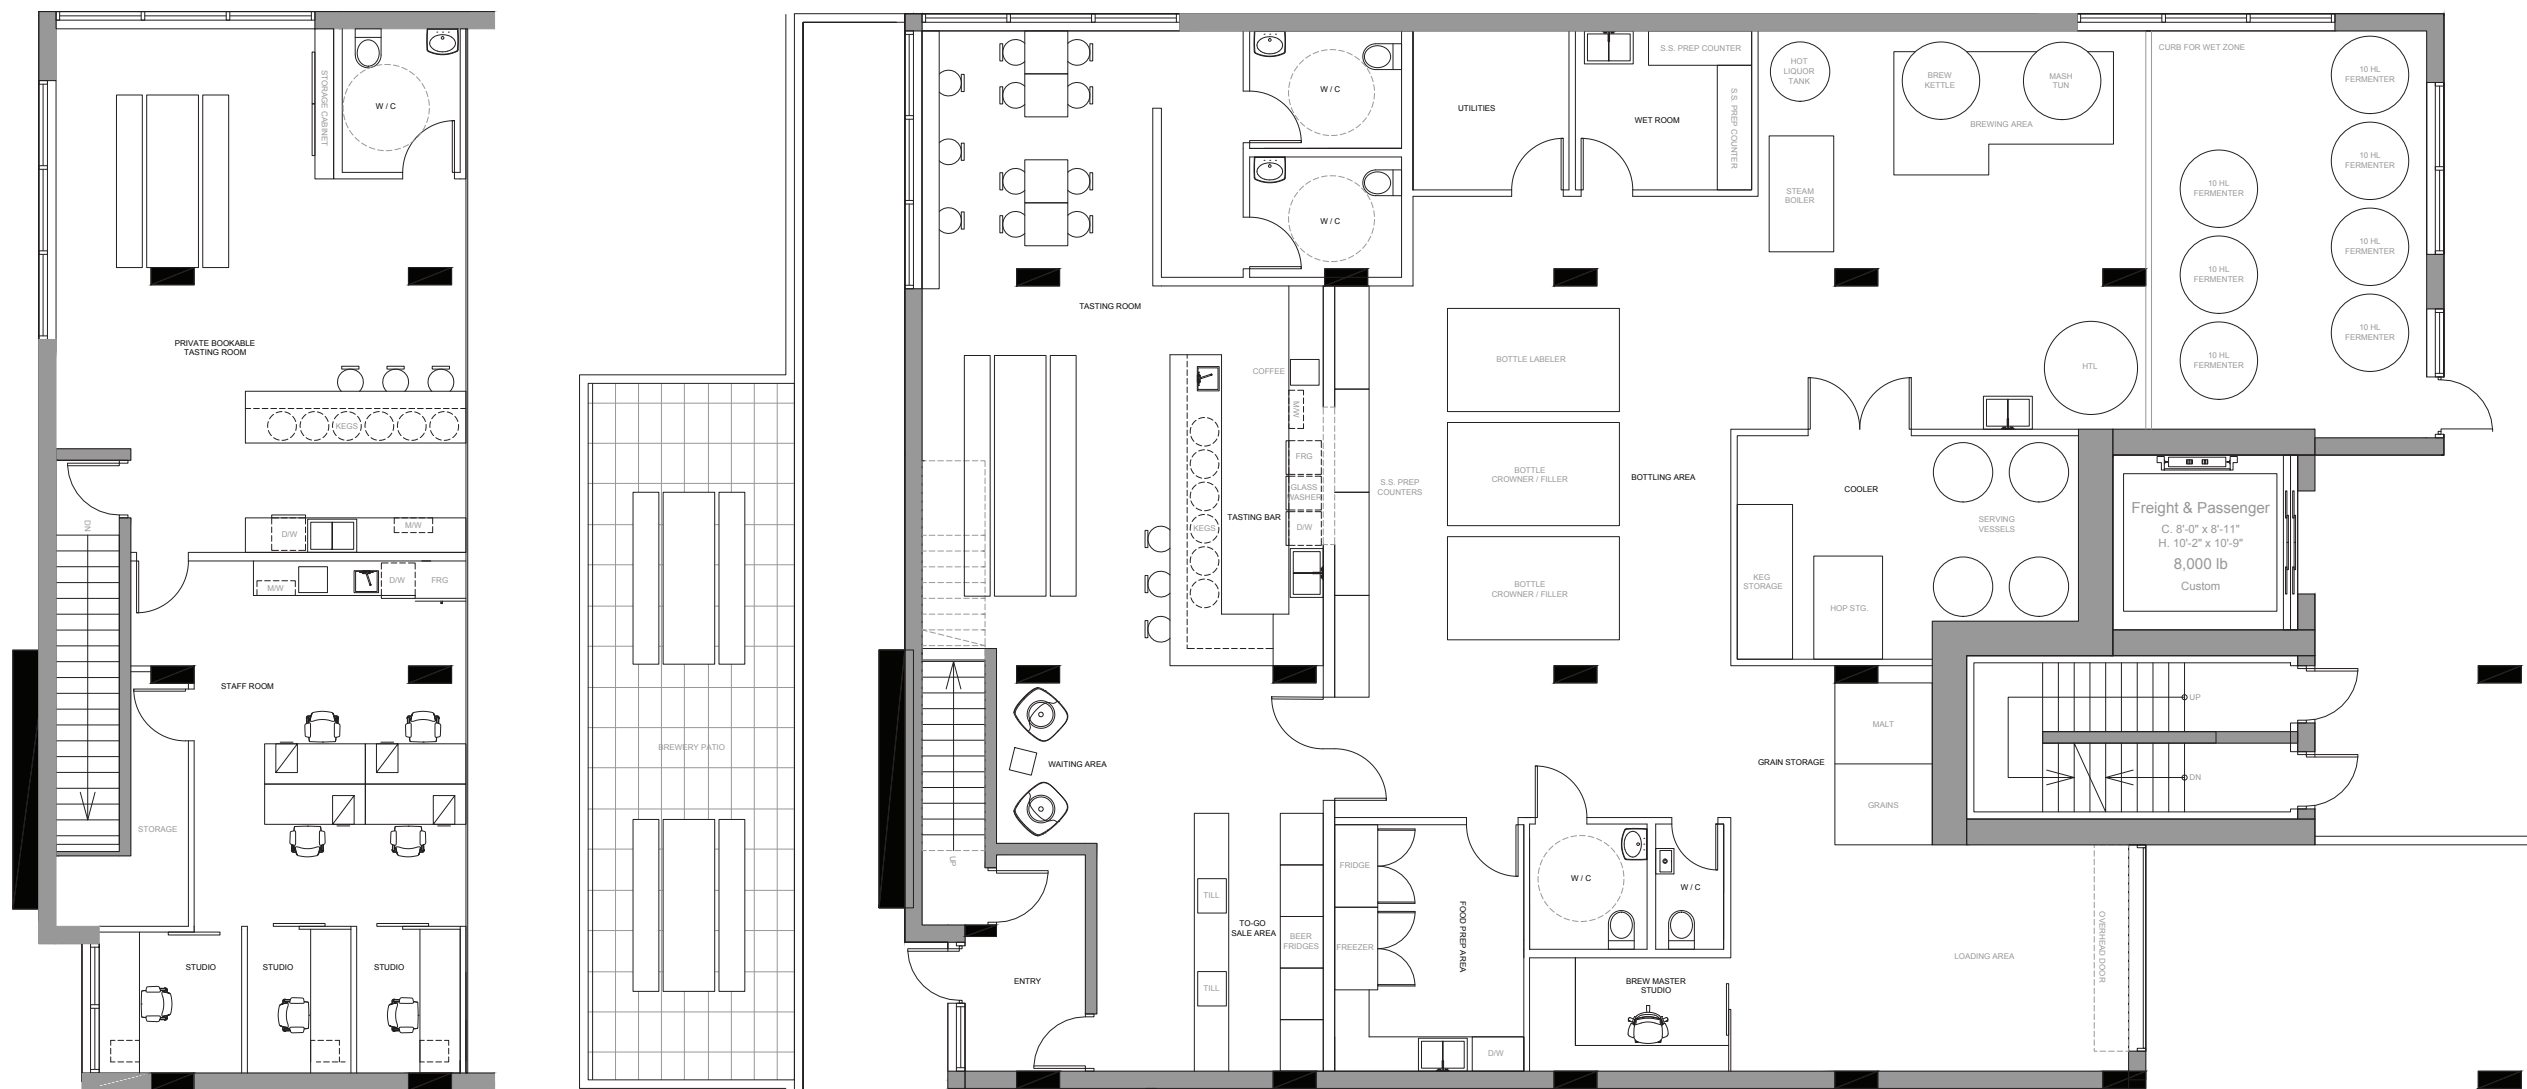 STORAGE CABINET
W / C
PRIVATE BOOKABLE
TASTING ROOM
KEGS
DN
D/W
M/W
M/W
D/W
FRG
STAFF ROOM
STORAGE
STUDIO
STUDIO
STUDIO
BREWERY PATIO
W / C
W / C
TASTING ROOM
COFFEE
M/W
FRG
GLASS
WASHER
D/W
KEGS
TASTING BAR
S.S. PREP
COUNTERS
WAITING AREA
UP
ENTRY
TILL
TILL
TO-GO
SALE AREA
BEER
FRIDGES
UTILITIES
WET ROOM
S.S. PREP COUNTER
S.S. PREP COUNTER
HOT
LIQUOR
TANK
STEAM
BOILER
BREW
KETTLE
MASH
TUN
BREWING AREA
CURB FOR WET ZONE
10 HL
FERMENTER
10 HL
FERMENTER
10 HL
FERMENTER
10 HL
FERMENTER
10 HL
FERMENTER
10 HL
FERMENTER
10 HL
FERMENTER
HTL
BOTTLE LABELER
BOTTLE
CROWNER / FILLER
BOTTLE
CROWNER / FILLER
BOTTLING AREA
COOLER
SERVING
VESSELS
KEG
STORAGE
HOP STG.
Freight & Passenger
C. 8'-0" x 8'-11"
H. 10'-2" x 10'-9"
8,000 lb
Custom
UP
DN
MALT
GRAIN STORAGE
GRAINS
FRIDGE
FREEZER
FOOD PREP AREA
D/W
W / C
W / C
BREW MASTER
STUDIO
LOADING AREA
OVERHEAD DOOR